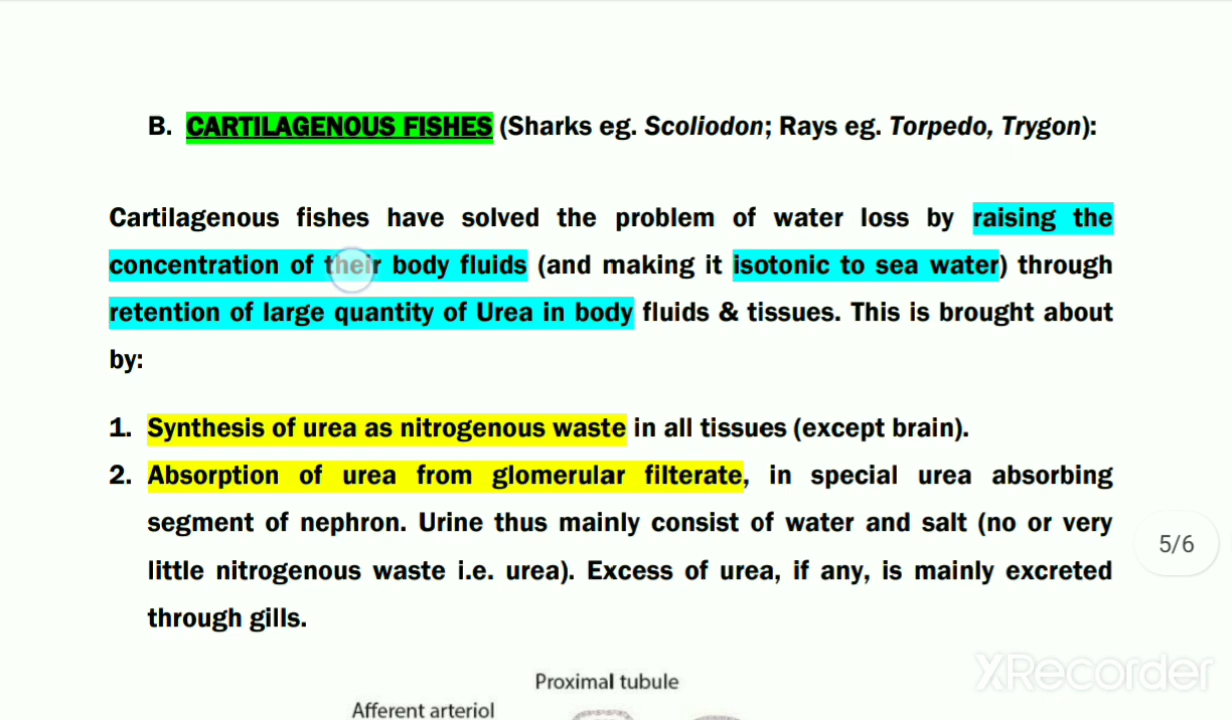 B. CARTILAGENOUS FISHES (Sharks eg. Scoliodon; Rays eg. Torpedo, Trygon):
Cartilagenous fishes have solved the problem of water loss by raising the
concentration of their body fluids (and making it isotonic to sea water) through
retention of large quantity of Urea in body fluids & tissues. This is brought about
by:
1. Synthesis of urea as nitrogenous waste in all tissues (except brain).
2. Absorption of urea from glomerular filterate, in special urea absorbing
segment of nephron. Urine thus mainly consist of water and salt (no or very
little nitrogenous waste i.e. urea). Excess of urea, if any, is mainly excreted
through gills.
5/6
XRecorder
Proximal tubule
Afferent arteriol